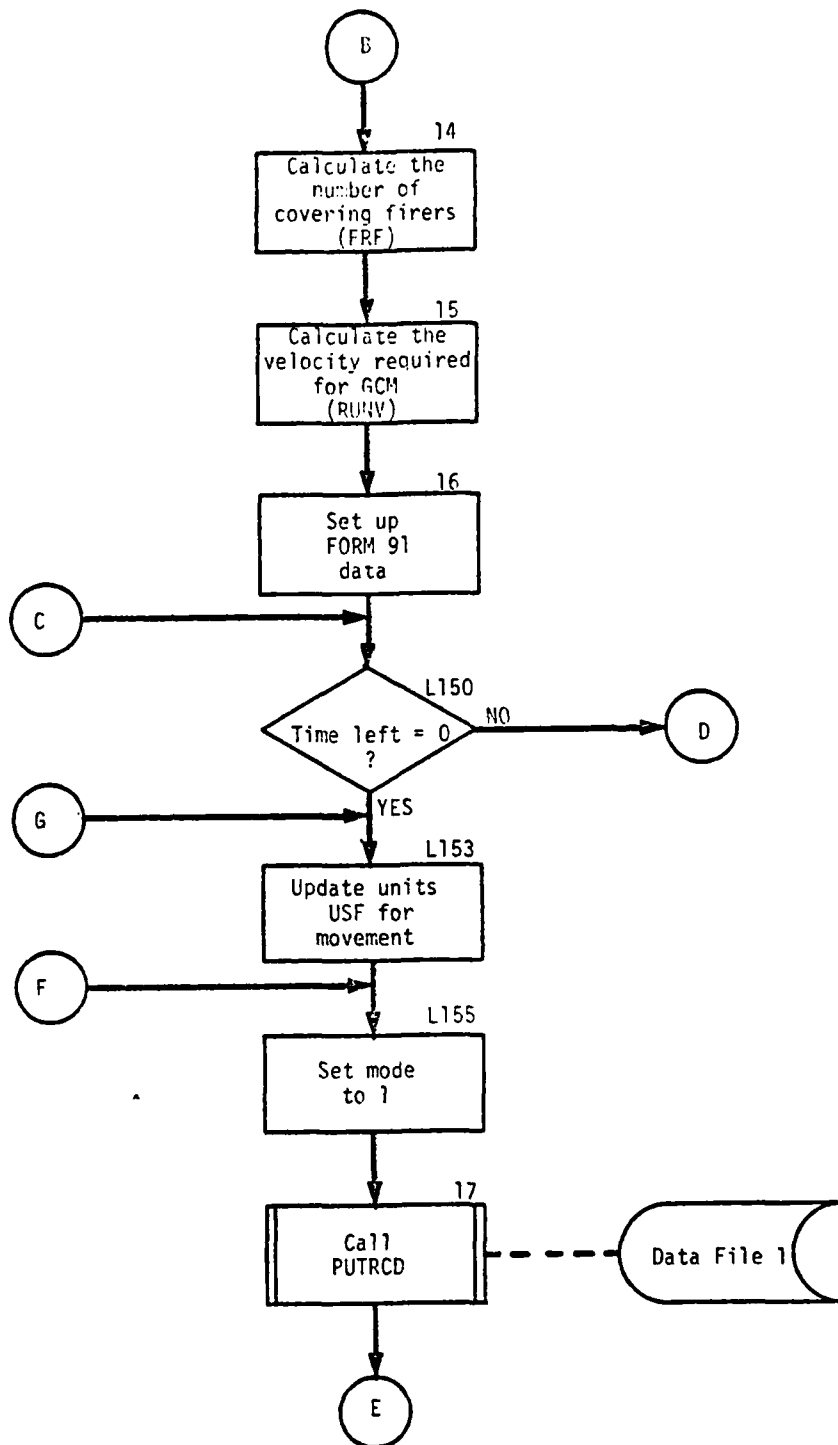 B
14
Calculate the
number of
covering firers
(FRF)
15
Calculate the
velocity required
for GCM
(RUNV)
16
Set up
FORM 91
data
C
L150
Time left = 0
?
NO
D
YES
G
L153
Update units
USF for
movement
F
L155
Set mode
to 1
17
Call
PUTRCD
Data File 1
E